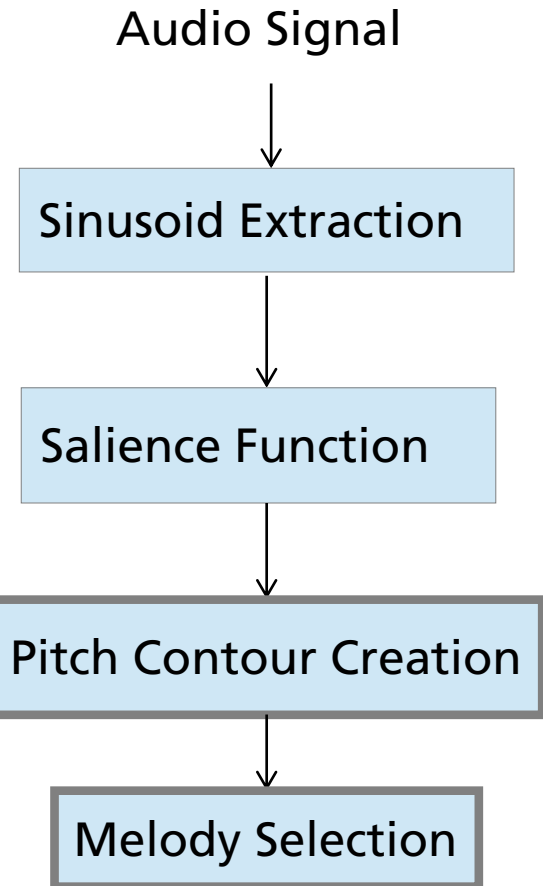 Audio Signal
Sinusoid Extraction
Salience Function
Pitch Contour Creation
Melody Selection